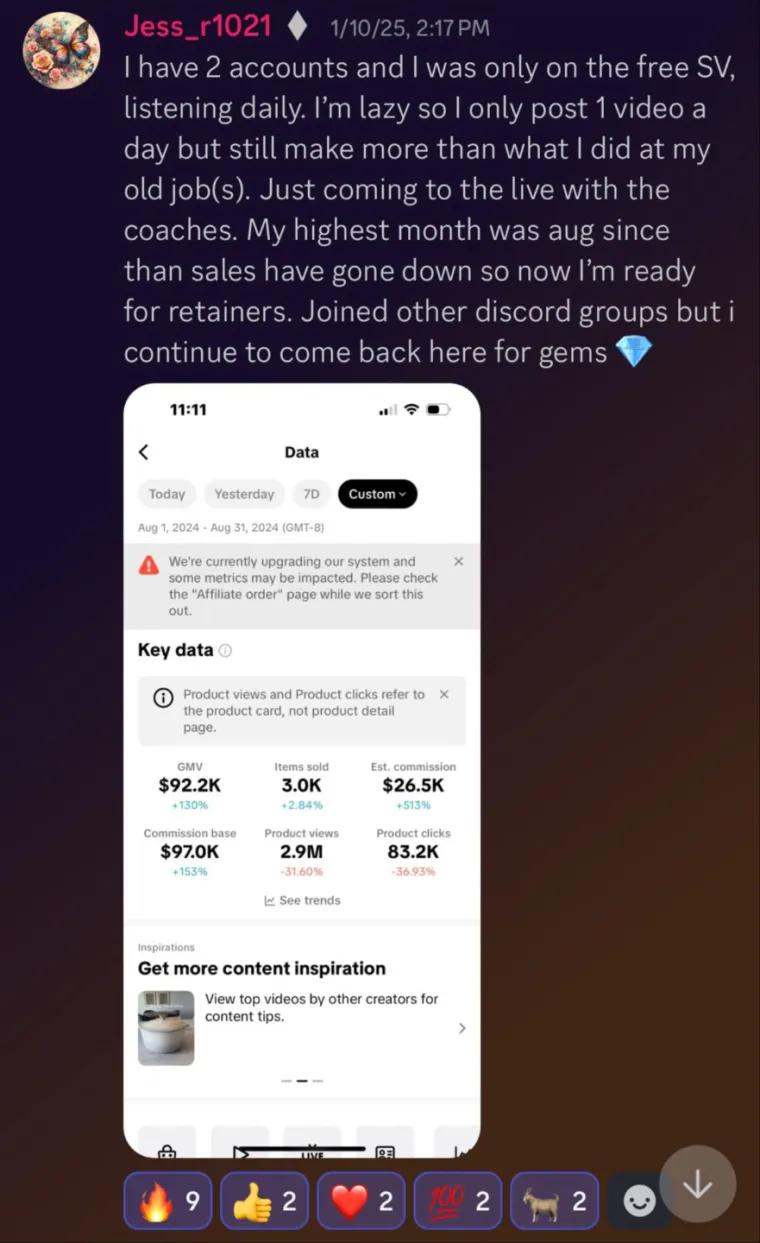 Jess_r1021 1/10/25, 2:17 PM
I have 2 accounts and I was only on the free SV,
listening daily. I'm lazy so I only post 1 video a
day but still make more than what I did at my
old job(s). Just coming to the live with the
coaches. My highest month was aug since
than sales have gone down so now I'm ready
for retainers. Joined other discord groups but i
continue to come back here for gems 💎
11:11
Data
Today Yesterday 7D Custom
Aug 1, 2024 - Aug 31, 2024 (GMT-8)
We're currently upgrading our system and
some metrics may be impacted. Please check
the "Affiliate order" page while we sort this
out.
Key data
Product views and Product clicks refer to
the product card, not product detail
page.
GMV Items sold Est. commission
$92.2K 3.0K $26.5K
+130% +2.84% +513%
Commission base Product views Product clicks
$97.0K 2.9M 83.2K
+153% -31.60% -36.93%
See trends
Inspirations
Get more content inspiration
View top videos by other creators for
content tips.
LIVE
🔥 9 👍 2 ❤️ 2 💯 2 🐐 2